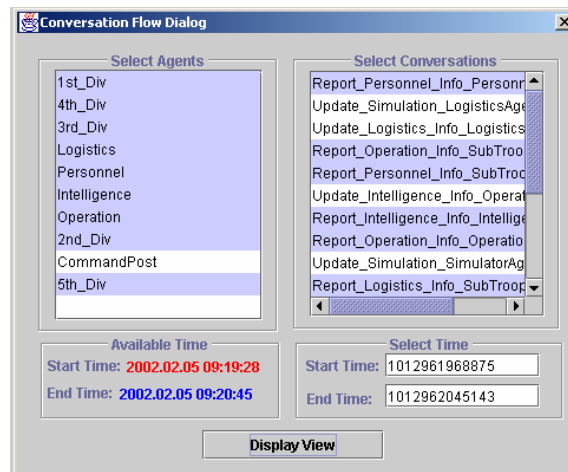 Conversation Flow Dialog
Select Agents
1st_Div
4th_Div
3rd_Div
Logistics
Personnel
Intelligence
Operation
2nd_Div
CommandPost
5th_Div
Select Conversations
Report_Personnel_Info_Personr
Update_Simulation_LogisticsAge
Update_Logistics_Info_Logistics
Report_Operation_Info_SubTroo
Report_Personnel_Info_SubTroc
Update_Intelligence_Info_Operat
Report_Intelligence_Info_Intellige
Report_Operation_Info_Operatio
Update_Simulation_SimulatorAg
Report_Logistics_Info_SubTroop
Available Time
Start Time: 2002.02.05 09:19:28
End Time: 2002.02.05 09:20:45
Select Time
Start Time: 1012961968875
End Time: 1012962045143
Display View